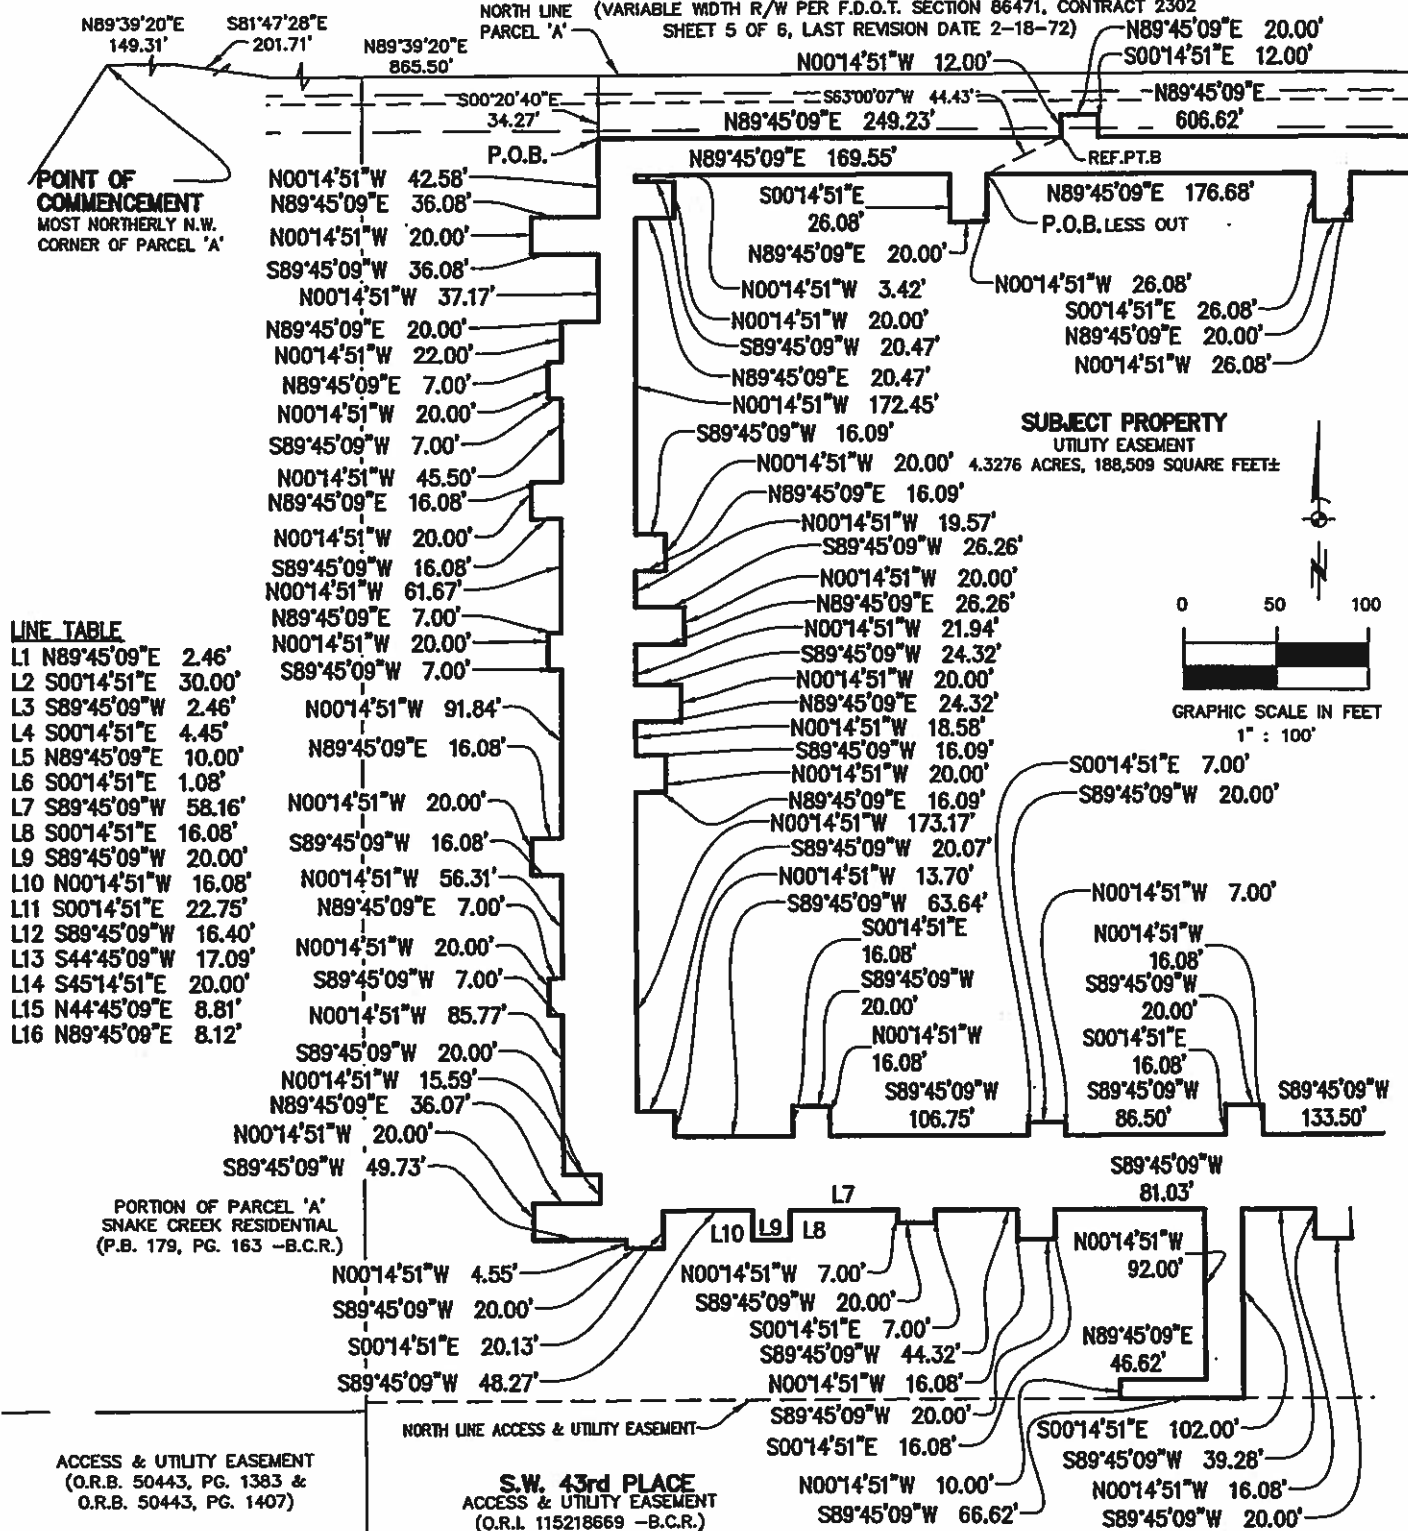 N89°39'20"E
149.31'
S81°47'28"E
201.71'
N89°39'20"E
865.50'
NORTH LINE
PARCEL 'A'
(VARIABLE WIDTH R/W PER F.D.O.T. SECTION 86471, CONTRACT 2302
SHEET 5 OF 6, LAST REVISION DATE 2-18-72)
N89°45'09"E 20.00'
S00°14'51"E 12.00'
N00°14'51"W 12.00'
S00°20'40"E
34.27'
S63°00'07"W 44.43'
N89°45'09"E
606.62'
N89°45'09"E 249.23'
P.O.B.
REF.PT.B
N89°45'09"E 169.55'
POINT OF
COMMENCEMENT
MOST NORTHERLY N.W.
CORNER OF PARCEL 'A'
N00°14'51"W 42.58'
N89°45'09"E 36.08'
N00°14'51"W 20.00'
S89°45'09"W 36.08'
N00°14'51"W 37.17'
N89°45'09"E 20.00'
N00°14'51"W 22.00'
N89°45'09"E 7.00'
N00°14'51"W 20.00'
S89°45'09"W 7.00'
N00°14'51"W 45.50'
N89°45'09"E 16.08'
N00°14'51"W 20.00'
S89°45'09"W 16.08'
N00°14'51"W 61.67'
N89°45'09"E 7.00'
N00°14'51"W 20.00'
S89°45'09"W 7.00'
N00°14'51"W 91.84'
N89°45'09"E 16.08'
N00°14'51"W 20.00'
S89°45'09"W 16.08'
N00°14'51"W 56.31'
N89°45'09"E 7.00'
N00°14'51"W 20.00'
S89°45'09"W 7.00'
N00°14'51"W 85.77'
S89°45'09"W 20.00'
N00°14'51"W 15.59'
N89°45'09"E 36.07'
N00°14'51"W 20.00'
S89°45'09"W 49.73'
S00°14'51"E
26.08'
N89°45'09"E 20.00'
N89°45'09"E 176.68'
P.O.B. LESS OUT
N00°14'51"W 26.08'
S00°14'51"E 26.08'
N89°45'09"E 20.00'
N00°14'51"W 26.08'
N00°14'51"W 3.42'
N00°14'51"W 20.00'
S89°45'09"W 20.47'
N89°45'09"E 20.47'
N00°14'51"W 172.45'
S89°45'09"W 16.09'
N00°14'51"W 20.00'
N89°45'09"E 16.09'
N00°14'51"W 19.57'
S89°45'09"W 26.26'
N00°14'51"W 20.00'
N89°45'09"E 26.26'
N00°14'51"W 21.94'
S89°45'09"W 24.32'
N00°14'51"W 20.00'
N89°45'09"E 24.32'
N00°14'51"W 18.58'
S89°45'09"W 16.09'
N00°14'51"W 20.00'
N89°45'09"E 16.09'
N00°14'51"W 173.17'
S89°45'09"W 20.07'
N00°14'51"W 13.70'
S89°45'09"W 63.64'
SUBJECT PROPERTY
UTILITY EASEMENT
4.3276 ACRES, 188,509 SQUARE FEET±
N
0 50 100
GRAPHIC SCALE IN FEET
1" : 100'
LINE TABLE
L1 N89°45'09"E 2.46'
L2 S00°14'51"E 30.00'
L3 S89°45'09"W 2.46'
L4 S00°14'51"E 4.45'
L5 N89°45'09"E 10.00'
L6 S00°14'51"E 1.08'
L7 S89°45'09"W 58.16'
L8 S00°14'51"E 16.08'
L9 S89°45'09"W 20.00'
L10 N00°14'51"W 16.08'
L11 S00°14'51"E 22.75'
L12 S89°45'09"W 16.40'
L13 S44°45'09"W 17.09'
L14 S45°14'51"E 20.00'
L15 N44°45'09"E 8.81'
L16 N89°45'09"E 8.12'
S00°14'51"E 7.00'
S89°45'09"W 20.00'
N00°14'51"W 7.00'
S00°14'51"E
16.08'
S89°45'09"W
20.00'
N00°14'51"W
16.08'
S89°45'09"W
106.75'
N00°14'51"W
16.08'
S89°45'09"W
20.00'
S00°14'51"E
16.08'
S89°45'09"W
86.50'
S89°45'09"W
133.50'
PORTION OF PARCEL 'A'
SNAKE CREEK RESIDENTIAL
(P.B. 179, PG. 163 -B.C.R.)
S89°45'09"W
81.03'
L7
L10
L9
L8
N00°14'51"W
92.00'
N89°45'09"E
46.62'
N00°14'51"W 4.55'
S89°45'09"W 20.00'
S00°14'51"E 20.13'
S89°45'09"W 48.27'
N00°14'51"W 7.00'
S89°45'09"W 20.00'
S00°14'51"E 7.00'
S89°45'09"W 44.32'
N00°14'51"W 16.08'
S89°45'09"W 20.00'
S00°14'51"E 16.08'
N00°14'51"W 10.00'
S89°45'09"W 66.62'
S00°14'51"E 102.00'
S89°45'09"W 39.28'
N00°14'51"W 16.08'
S89°45'09"W 20.00'
NORTH LINE ACCESS & UTILITY EASEMENT
ACCESS & UTILITY EASEMENT
(O.R.B. 50443, PG. 1383 &
O.R.B. 50443, PG. 1407)
S.W. 43rd PLACE
ACCESS & UTILITY EASEMENT
(O.R.I. 115218669 -B.C.R.)